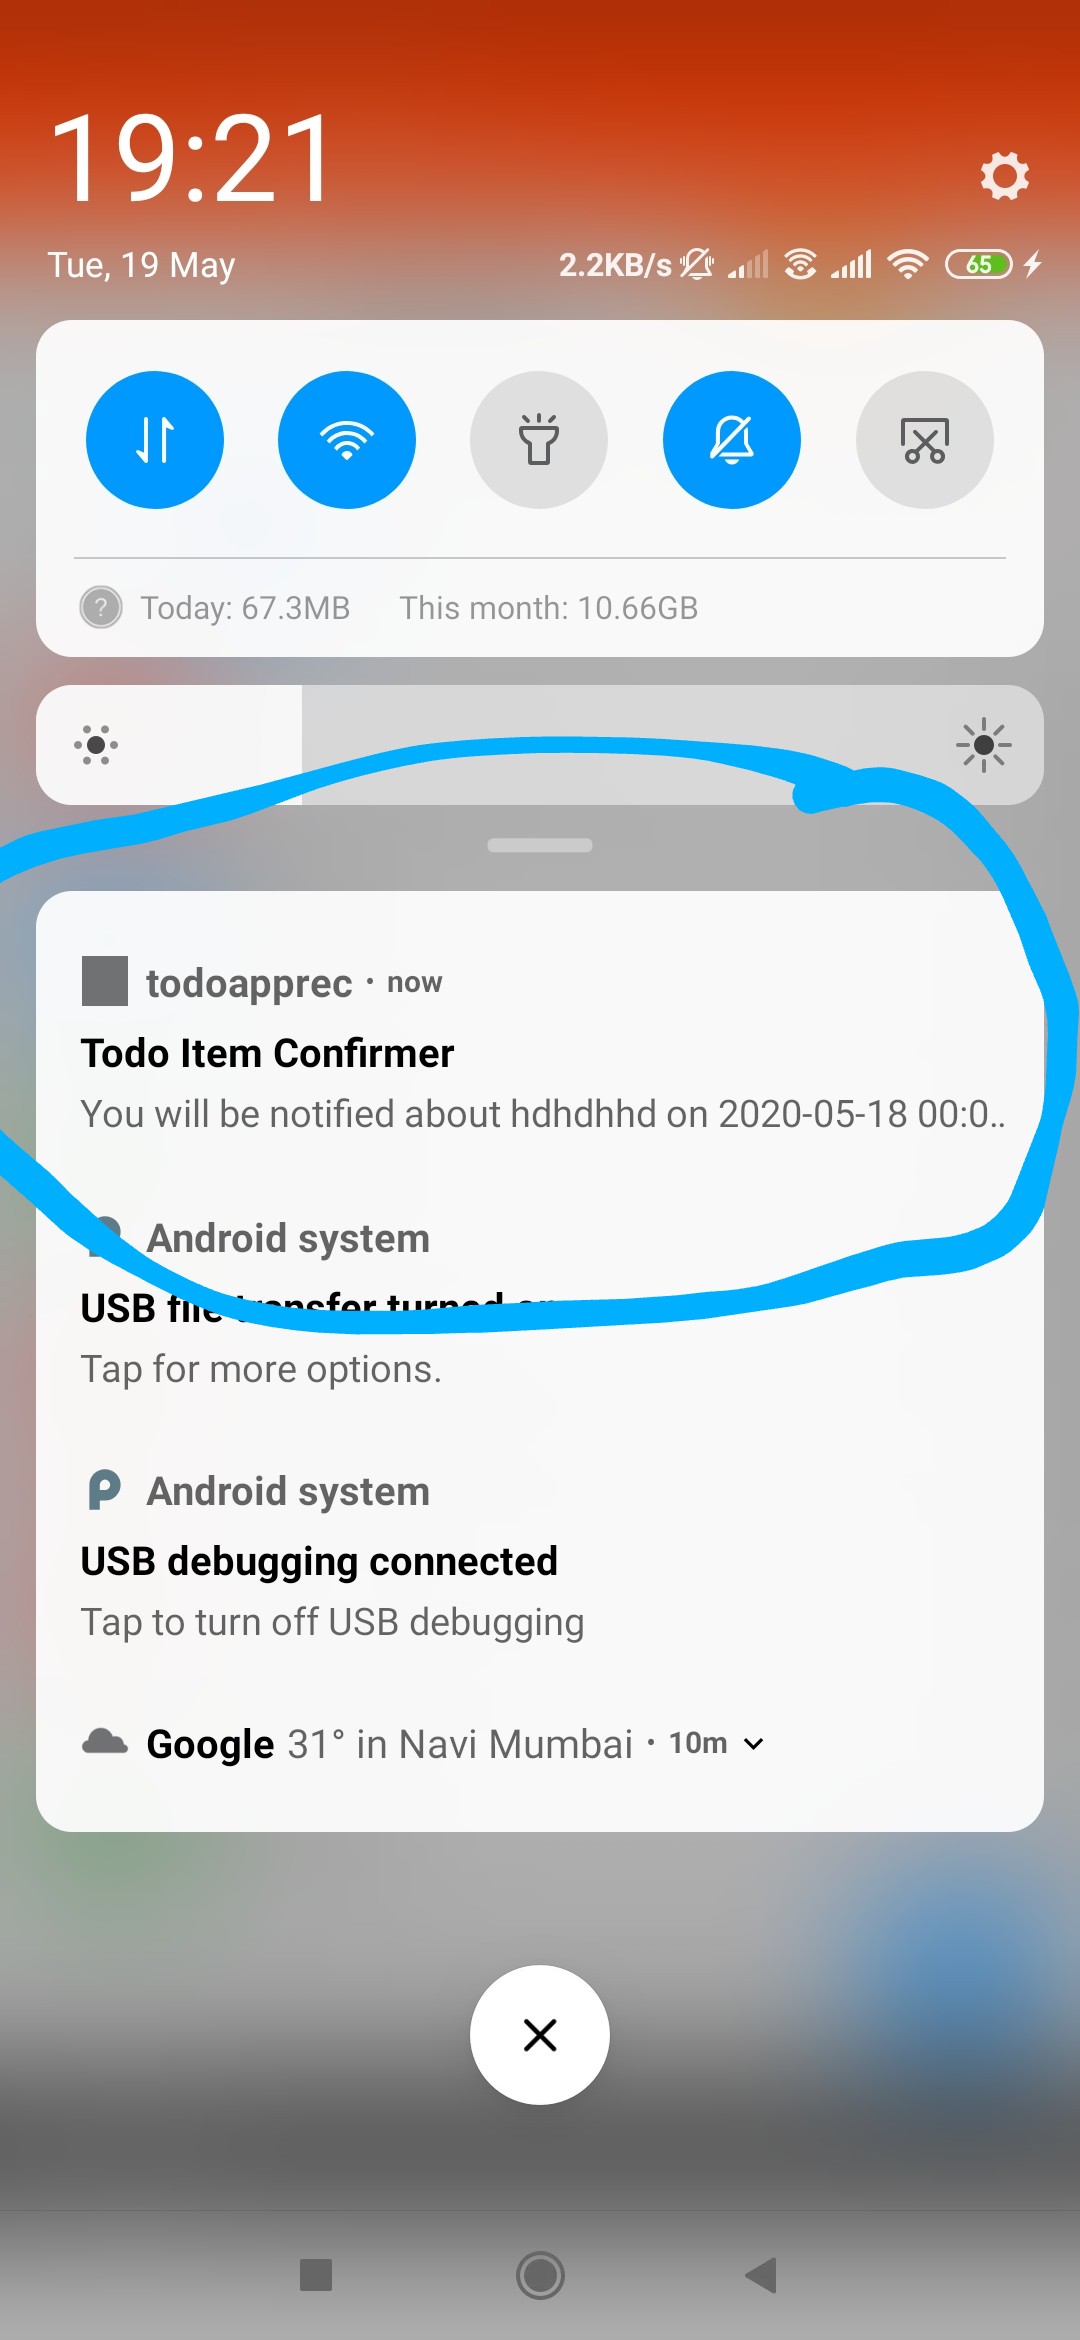 19:21
Tue, 19 May
2.2KB/s
65
? Today: 67.3MB This month: 10.66GB
todoapprec • now
Todo Item Confirmer
You will be notified about hdhdhhd on 2020-05-18 00:0..
Android system
USB file transfer turned on
Tap for more options.
Android system
USB debugging connected
Tap to turn off USB debugging
Google 31° in Navi Mumbai • 10m